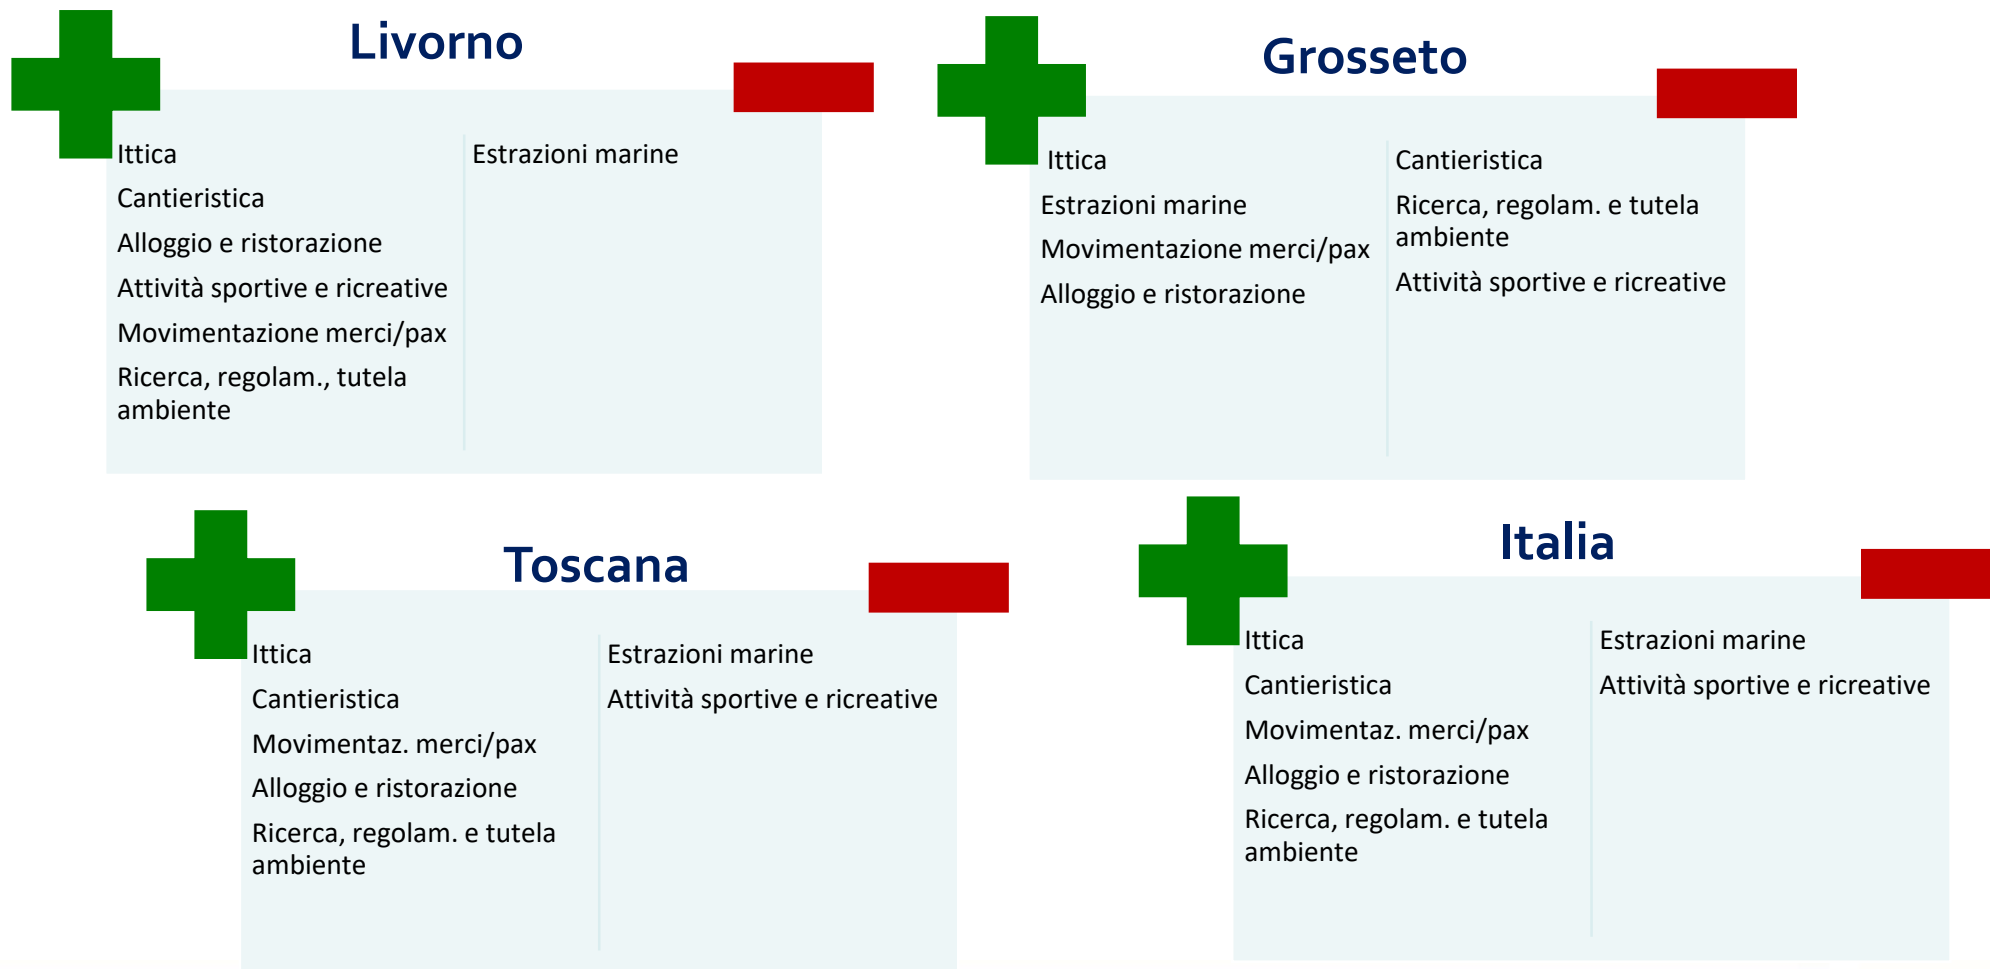 Livorno
Ittica
Cantieristica
Alloggio e ristorazione
Attività sportive e ricreative
Movimentazione merci/pax
Ricerca, regolam., tutela
ambiente
Estrazioni marine
Grosseto
Ittica
Estrazioni marine
Movimentazione merci/pax
Alloggio e ristorazione
Cantieristica
Ricerca, regolam. e tutela
ambiente
Attività sportive e ricreative
Toscana
Ittica
Cantieristica
Movimentaz. merci/pax
Alloggio e ristorazione
Ricerca, regolam. e tutela
ambiente
Estrazioni marine
Attività sportive e ricreative
Italia
Ittica
Cantieristica
Movimentaz. merci/pax
Alloggio e ristorazione
Ricerca, regolam. e tutela
ambiente
Estrazioni marine
Attività sportive e ricreative